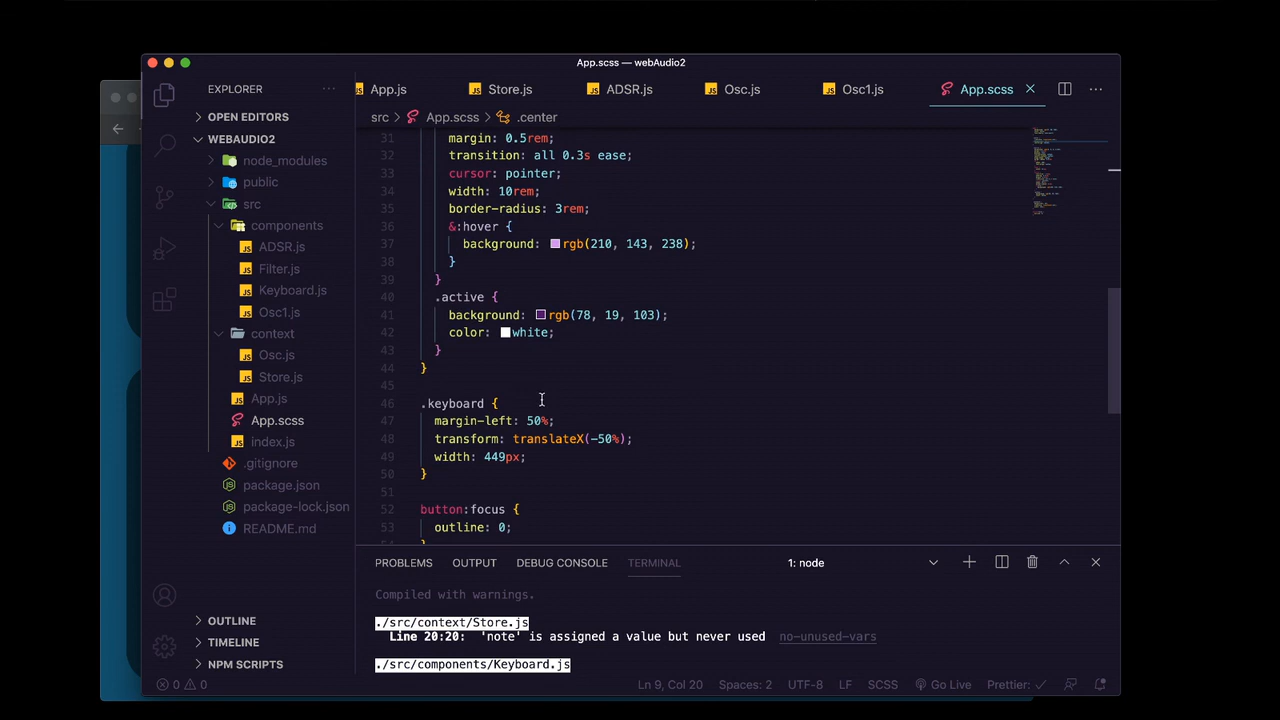 App.scss — webAudio2
EXPLORER
App.js
Store.js
ADSR.js
Osc.js
Osc1.js
App.scss
OPEN EDITORS
src > App.scss > .center
WEBAUDIO2
node_modules
public
src
components
ADSR.js
Filter.js
Keyboard.js
Osc1.js
context
Osc.js
Store.js
App.js
App.scss
index.js
.gitignore
package.json
package-lock.json
README.md
OUTLINE
TIMELINE
NPM SCRIPTS
31 margin: 0.5rem;
32 transition: all 0.3s ease;
33 cursor: pointer;
34 width: 10rem;
35 border-radius: 3rem;
36 &:hover {
37 background: rgb(210, 143, 238);
38 }
39 }
40 .active {
41 background: rgb(78, 19, 103);
42 color: white;
43 }
44 }
45
46 .keyboard {
47 margin-left: 50%;
48 transform: translateX(-50%);
49 width: 449px;
50 }
51
52 button:focus {
53 outline: 0;
PROBLEMS
OUTPUT
DEBUG CONSOLE
TERMINAL
1: node
Compiled with warnings.
./src/context/Store.js
Line 20:20: 'note' is assigned a value but never used no-unused-vars
./src/components/Keyboard.js
0 0
Ln 9, Col 20
Spaces: 2
UTF-8
LF
SCSS
Go Live
Prettier: ✓